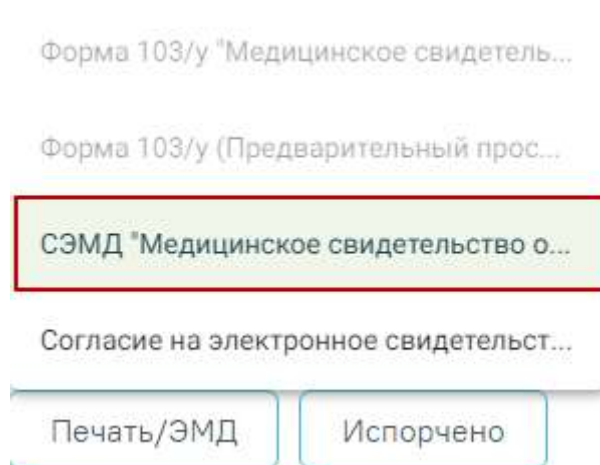 Форма 103/у "Медицинское свидетель...
Форма 103/у (Предварительный прос...
СЭМД "Медицинское свидетельство о...
Согласие на электронное свидетельст...
Печать/ЭМД Испорчено